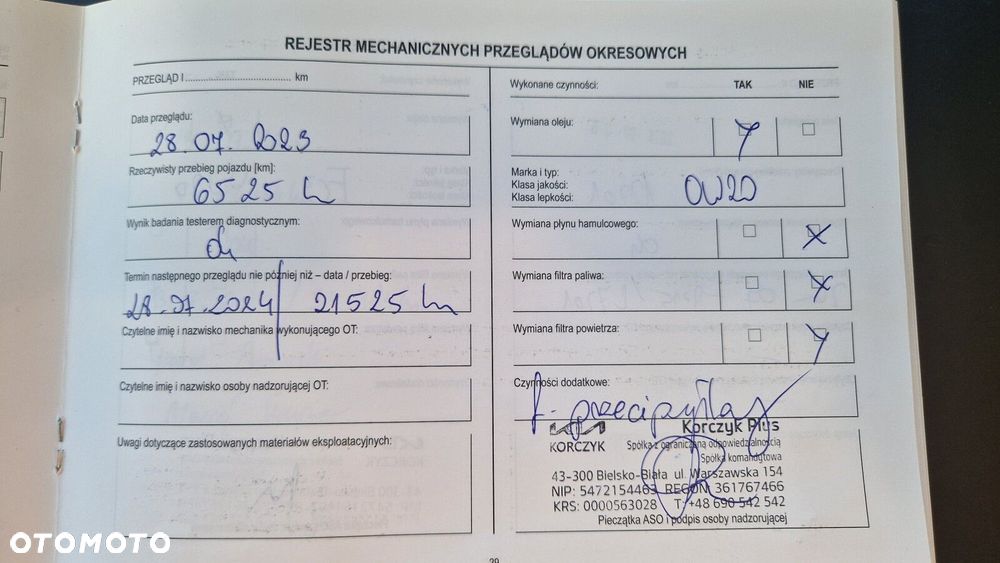 REJESTR MECHANICZNYCH PRZEGLĄDÓW OKRESOWYCH
PRZEGLĄD I.................................... km
Data przeglądu:
28.07.2023
Rzeczywisty przebieg pojazdu [km]:
6525 km
Wynik badania testerem diagnostycznym:
ok
Termin następnego przeglądu nie później niż – data / przebieg:
28.07.2024 / 21525 km
Czytelne imię i nazwisko mechanika wykonującego OT:
Czytelne imię i nazwisko osoby nadzorującej OT:
Uwagi dotyczące zastosowanych materiałów eksploatacyjnych:
Wykonane czynności: TAK NIE
Wymiana oleju:
Marka i typ:
Klasa jakości:
Klasa lepkości:
0W20
Wymiana płynu hamulcowego:
Wymiana filtra paliwa:
Wymiana filtra powietrza:
Czynności dodatkowe:
f. przeciwpyłkowy
Korczyk Plus
KORCZYK
Spółka z ograniczoną odpowiedzialnością
Spółka komandytowa
43-300 Bielsko-Biała ul. Warszawska 154
NIP: 5472154463 REGON: 361767466
KRS: 0000563028 T: +48 690 542 542
Pieczątka ASO i podpis osoby nadzorującej
29
OTOMOTO